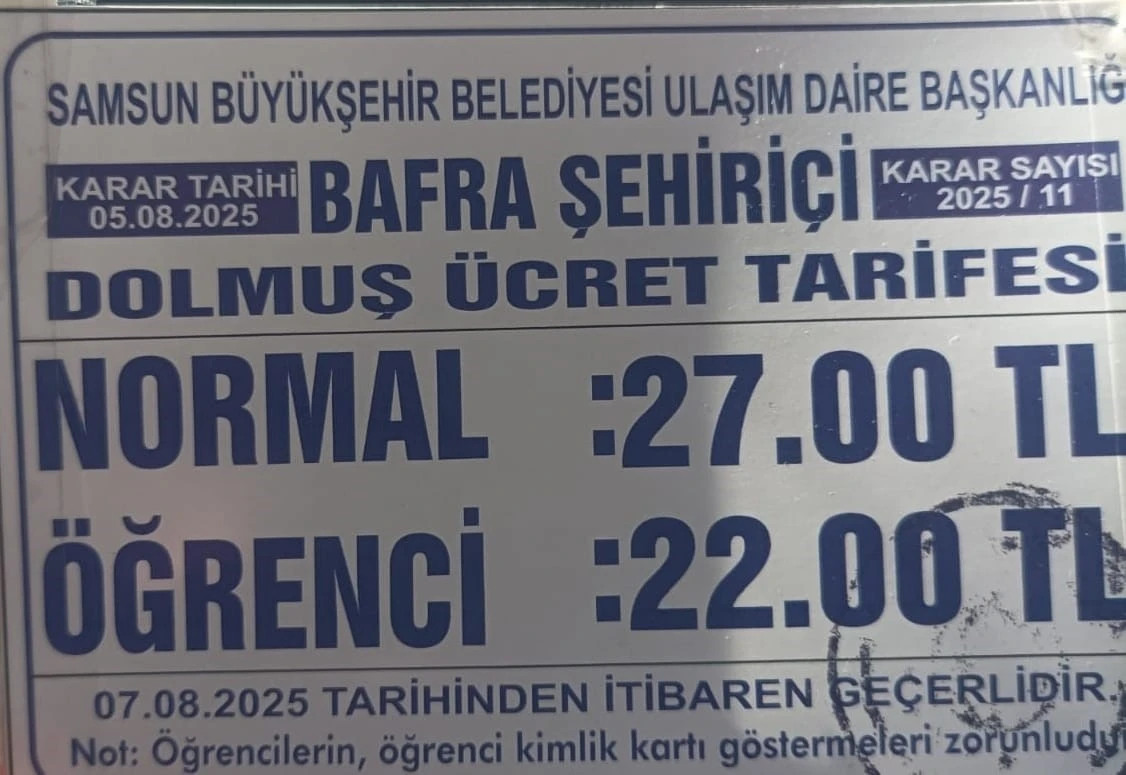 SAMSUN BÜYÜKŞEHİR BELEDİYESİ ULAŞIM DAİRE BAŞKANLIĞ
KARAR TARİHİ
05.08.2025
BAFRA ŞEHİRİÇİ
KARAR SAYISI
2025 / 11
DOLMUŞ ÜCRET TARİFESİ
NORMAL :27.00 TL
ÖĞRENCİ :22.00 TL
07.08.2025 TARİHİNDEN İTİBAREN GEÇERLİDİR.
Not: Öğrencilerin, öğrenci kimlik kartı göstermeleri zorunludu